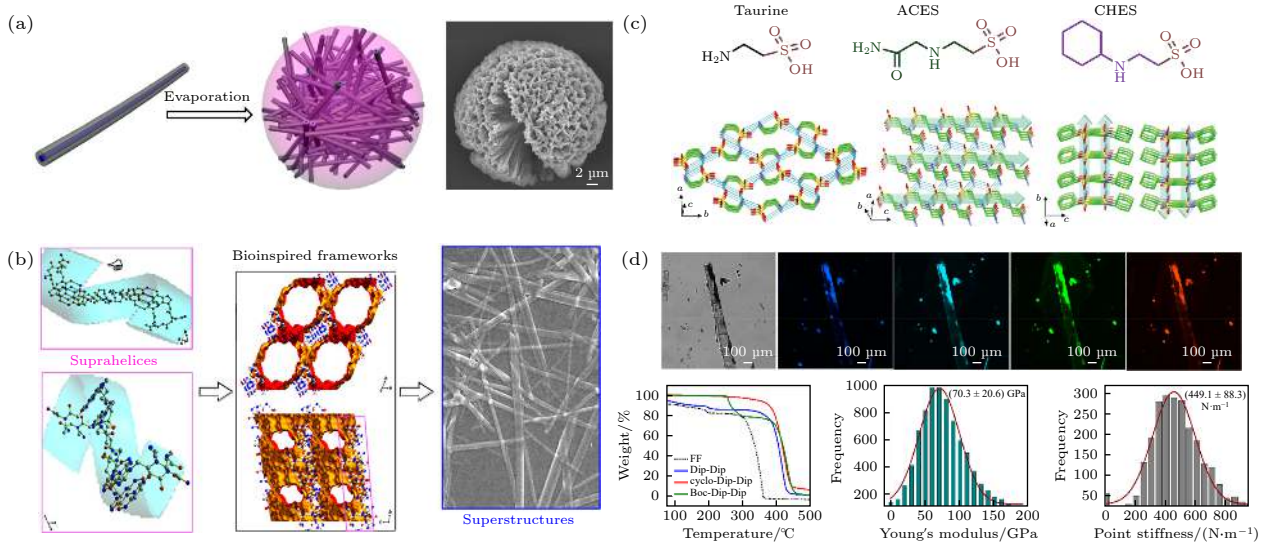 (a)
Evaporation
2 µm
(b)
Suprahelices
Bioinspired frameworks
Superstructures
(c)
Taurine
ACES
CHES
H₂N
O
S
O
OH
H₂N
O
N
H
O
S
O
OH
N
H
O
S
O
OH
a
c
b
a
b
c
b
c
a
(d)
100 µm
100 µm
100 µm
100 µm
100 µm
Weight/%
100
80
60
40
20
0
FF
Dip-Dip
cyclo-Dip-Dip
Boc-Dip-Dip
100 200 300 400 500
Temperature/℃
Frequency
1000
800
600
400
200
(70.3 ± 20.6) GPa
0 50 100 150 200
Young's modulus/GPa
Frequency
300
200
100
0
(449.1 ± 88.3)
N·m⁻¹
0 200 400 600 800
Point stiffness/(N·m⁻¹)